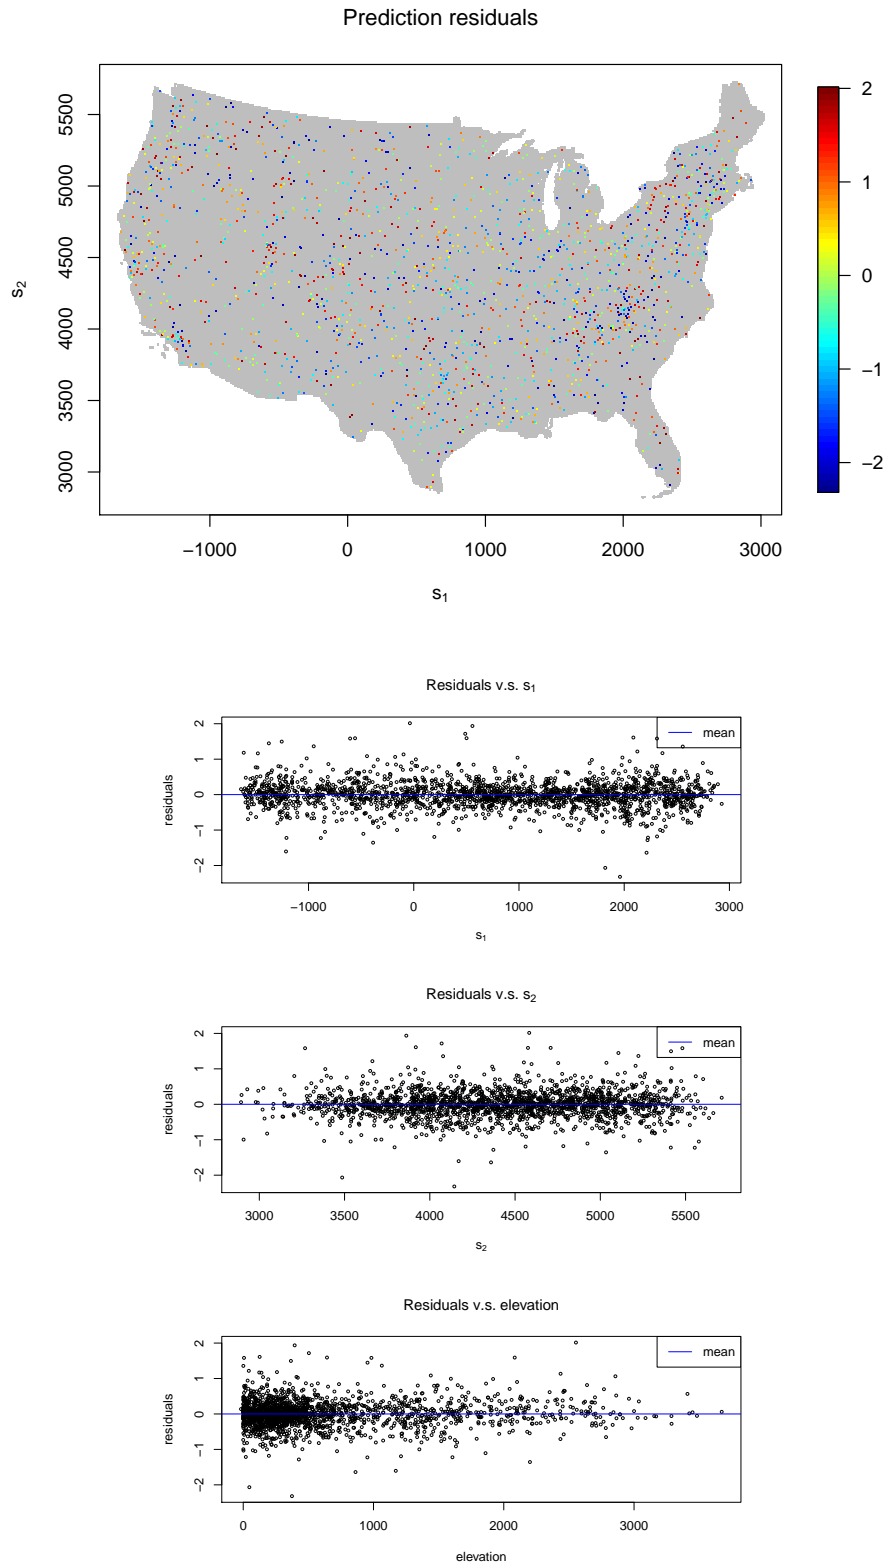 Prediction residuals
s₂
3000 3500 4000 4500 5000 5500
−1000 0 1000 2000 3000
s₁
2
1
0
−1
−2
Residuals v.s. s₁
mean
residuals
−2 −1 0 1 2
−1000 0 1000 2000 3000
s₁
Residuals v.s. s₂
mean
residuals
−2 −1 0 1 2
3000 3500 4000 4500 5000 5500
s₂
Residuals v.s. elevation
mean
residuals
−2 −1 0 1 2
0 1000 2000 3000
elevation